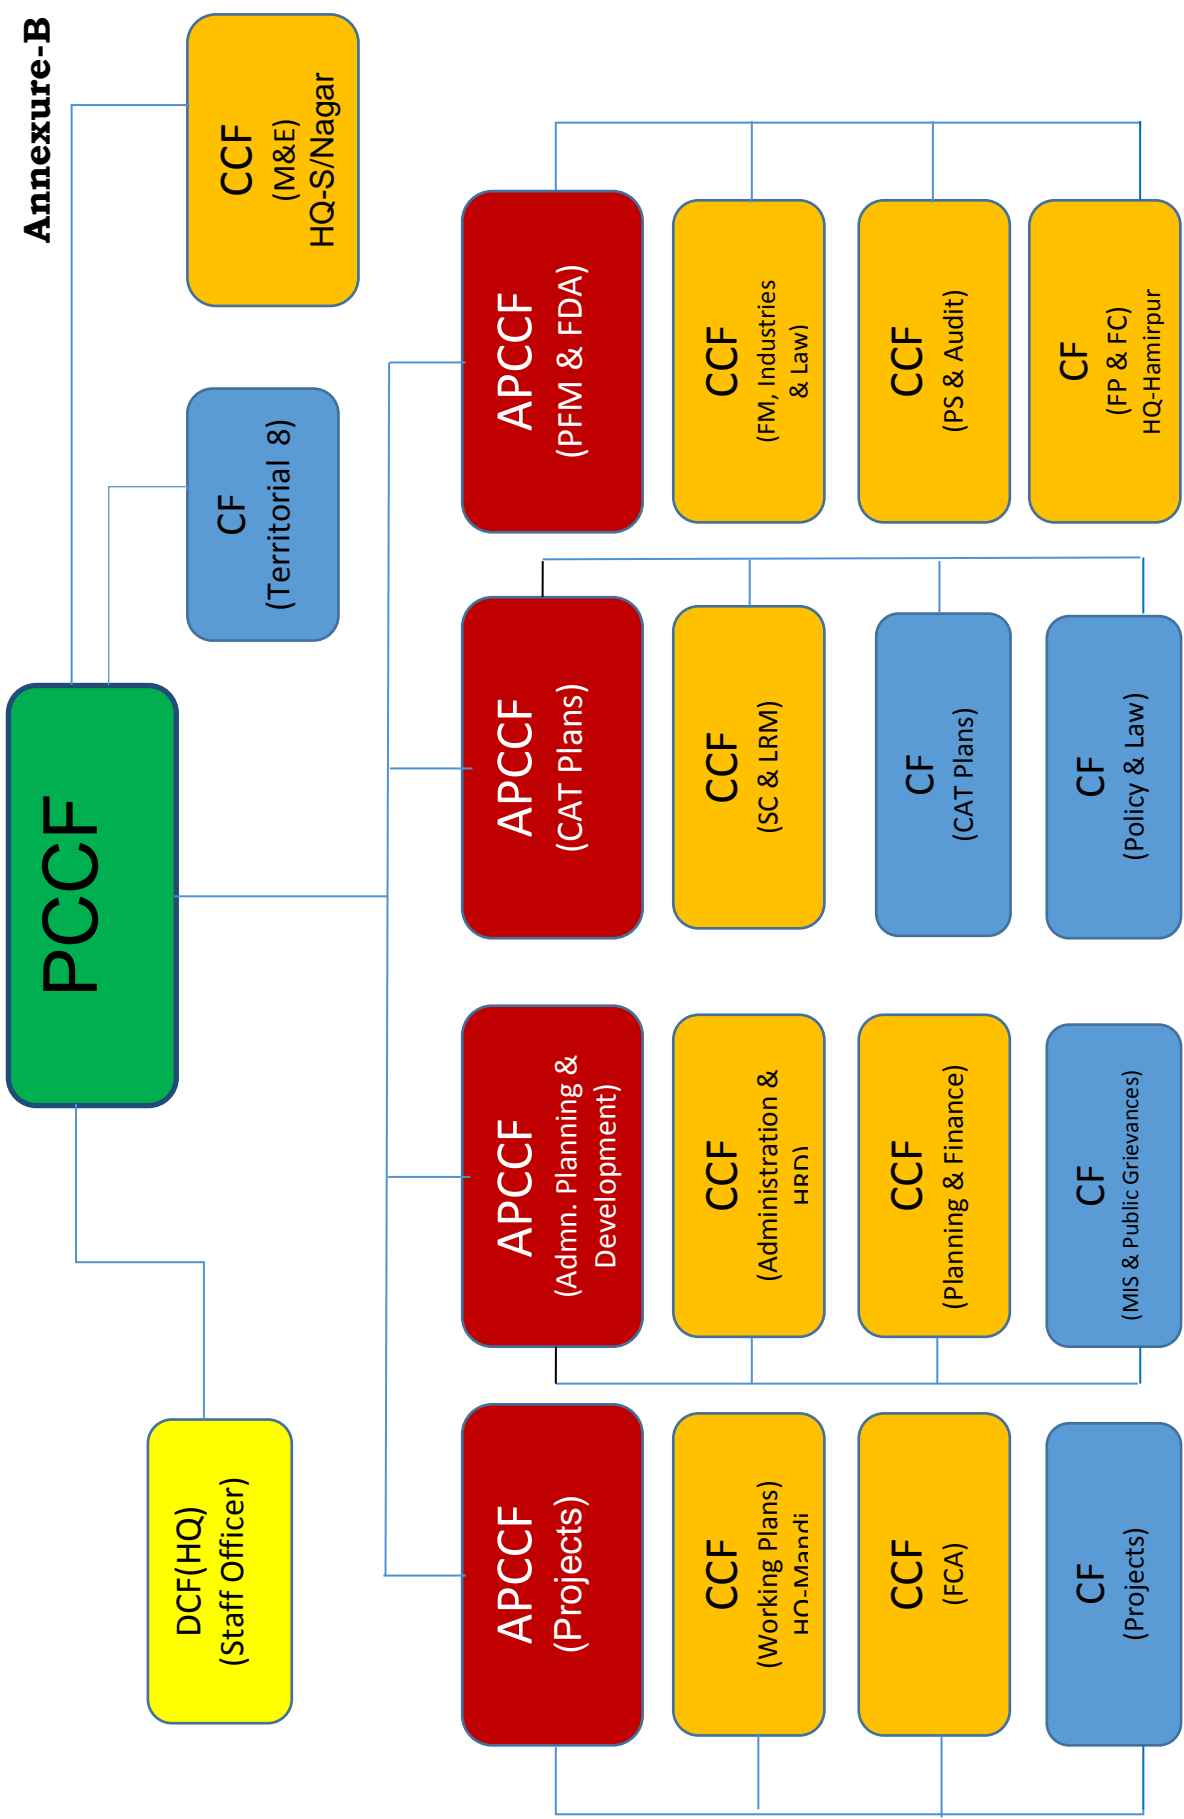 Annexure-B
PCCF
DCF(HQ)
(Staff Officer)
CF
(Territorial 8)
CCF
(M&E)
HQ-S/Nagar
APCCF
(Projects)
APCCF
(Admn. Planning &
Development)
APCCF
(CAT Plans)
APCCF
(PFM & FDA)
CCF
(Working Plans)
HQ-Mandi
CCF
(Administration &
HRD)
CCF
(SC & LRM)
CCF
(FM, Industries
& Law)
CCF
(FCA)
CCF
(Planning & Finance)
CF
(CAT Plans)
CCF
(PS & Audit)
CF
(Projects)
CF
(MIS & Public Grievances)
CF
(Policy & Law)
CF
(FP & FC)
HQ-Hamirpur